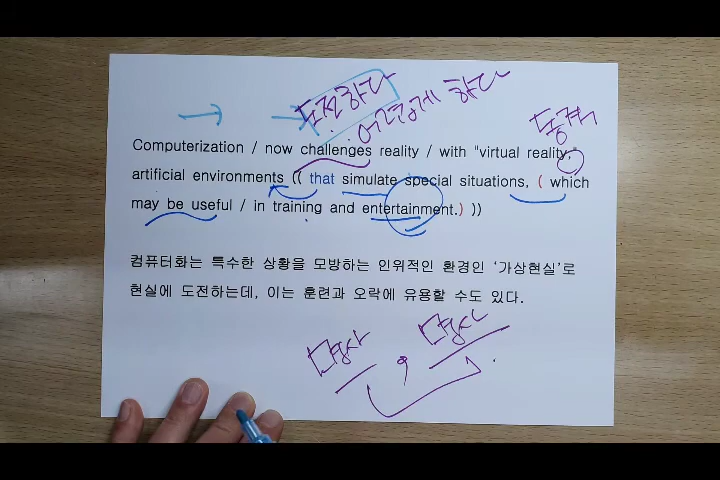 도전하다
어렵게 하다
동격
Computerization / now challenges reality / with "virtual reality,"
artificial environments (( that simulate special situations, ( which
may be useful / in training and entertainment.) ))
컴퓨터화는 특수한 상황을 모방하는 인위적인 환경인 '가상현실'로
현실에 도전하는데, 이는 훈련과 오락에 유용할 수도 있다.
명사 , 명사